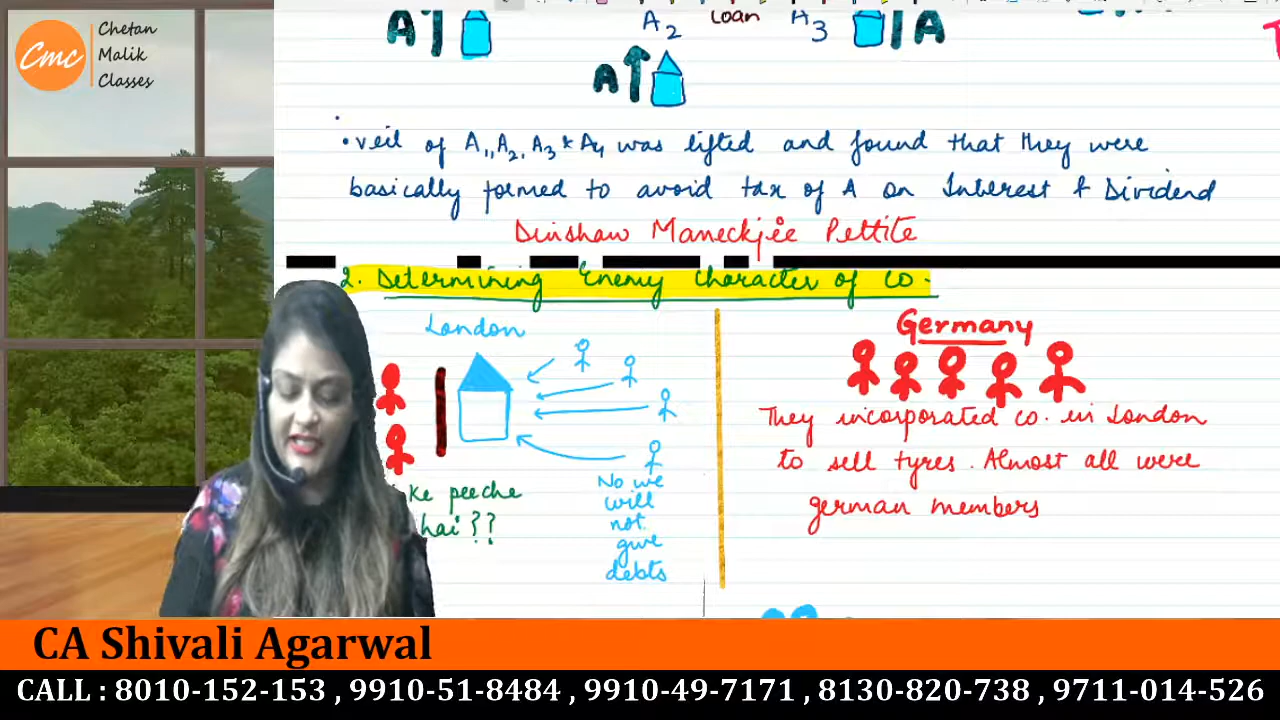 Cmc
Chetan
Malik
Classes
A
A2
loan
A3
A
A
• veil of A1, A2, A3 & A4 was lifted and found that they were
basically formed to avoid tax of A on Interest & Dividend
Dinshaw Maneckjee Pettite
2. Determining Enemy Character of co.
London
Germany
They incorporated co. in London
to sell tyres. Almost all were
german members
ke peeche
hai??
No we
will
not
give
debts
CA Shivali Agarwal
CALL : 8010-152-153 , 9910-51-8484 , 9910-49-7171 , 8130-820-738 , 9711-014-526